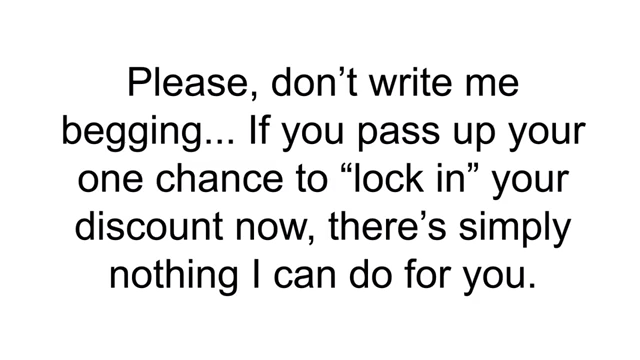 Please, don’t write me
begging... If you pass up your
one chance to “lock in” your
discount now, there’s simply
nothing I can do for you.